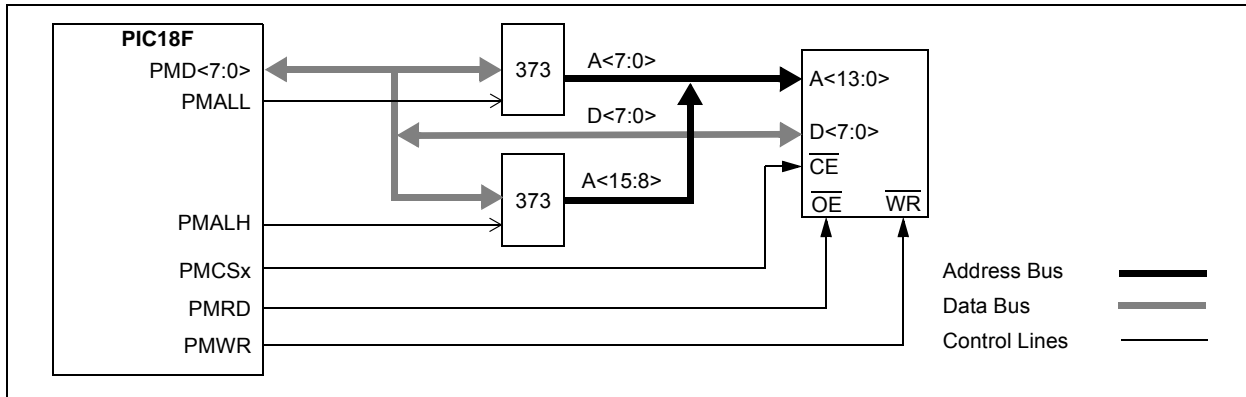 PIC18F
PMD<7:0>
PMALL
373
A<7:0>
A<13:0>
D<7:0>
D<7:0>
CE
373
A<15:8>
OE WR
PMALH
PMCSx
PMRD
PMWR
Address Bus
Data Bus
Control Lines